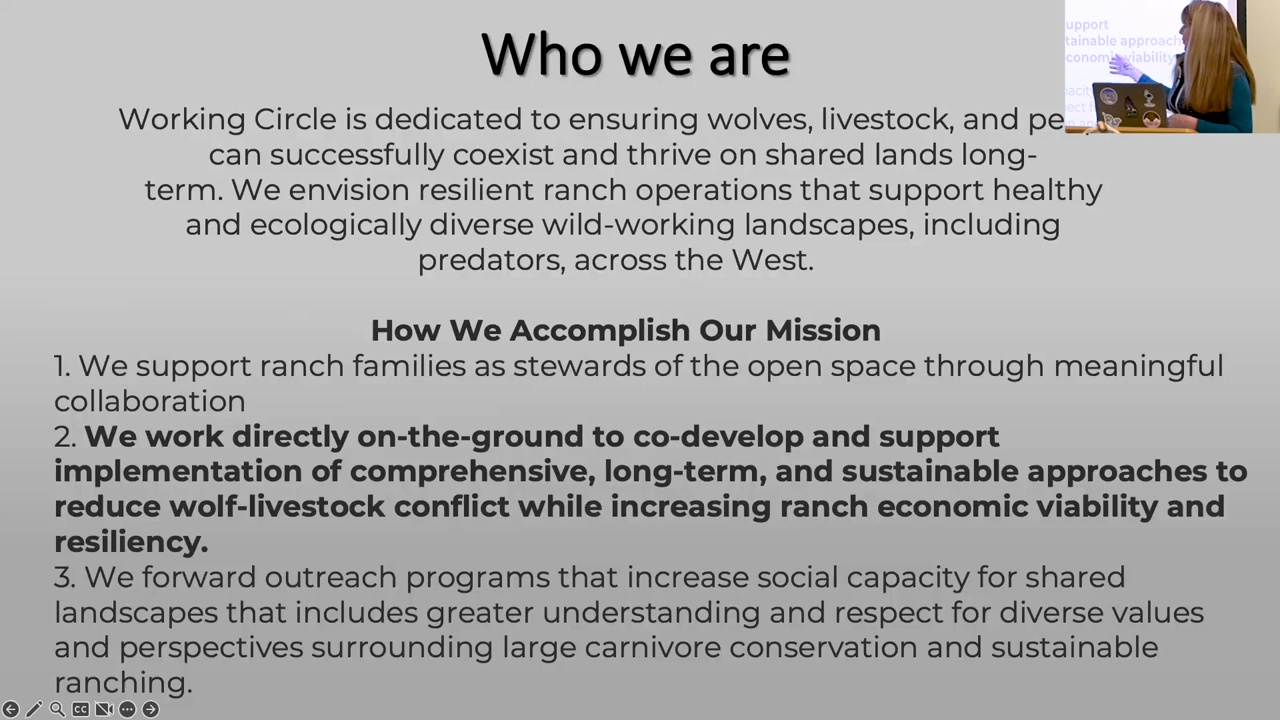 Who we are
Working Circle is dedicated to ensuring wolves, livestock, and
can successfully coexist and thrive on shared lands long-
term. We envision resilient ranch operations that support healthy
and ecologically diverse wild-working landscapes, including
predators, across the West.
How We Accomplish Our Mission
1. We support ranch families as stewards of the open space through meaningful
collaboration
2. We work directly on-the-ground to co-develop and support
implementation of comprehensive, long-term, and sustainable approaches to
reduce wolf-livestock conflict while increasing ranch economic viability and
resiliency.
3. We forward outreach programs that increase social capacity for shared
landscapes that includes greater understanding and respect for diverse values
and perspectives surrounding large carnivore conservation and sustainable
ranching.
upport
tainable approach
viability
CC